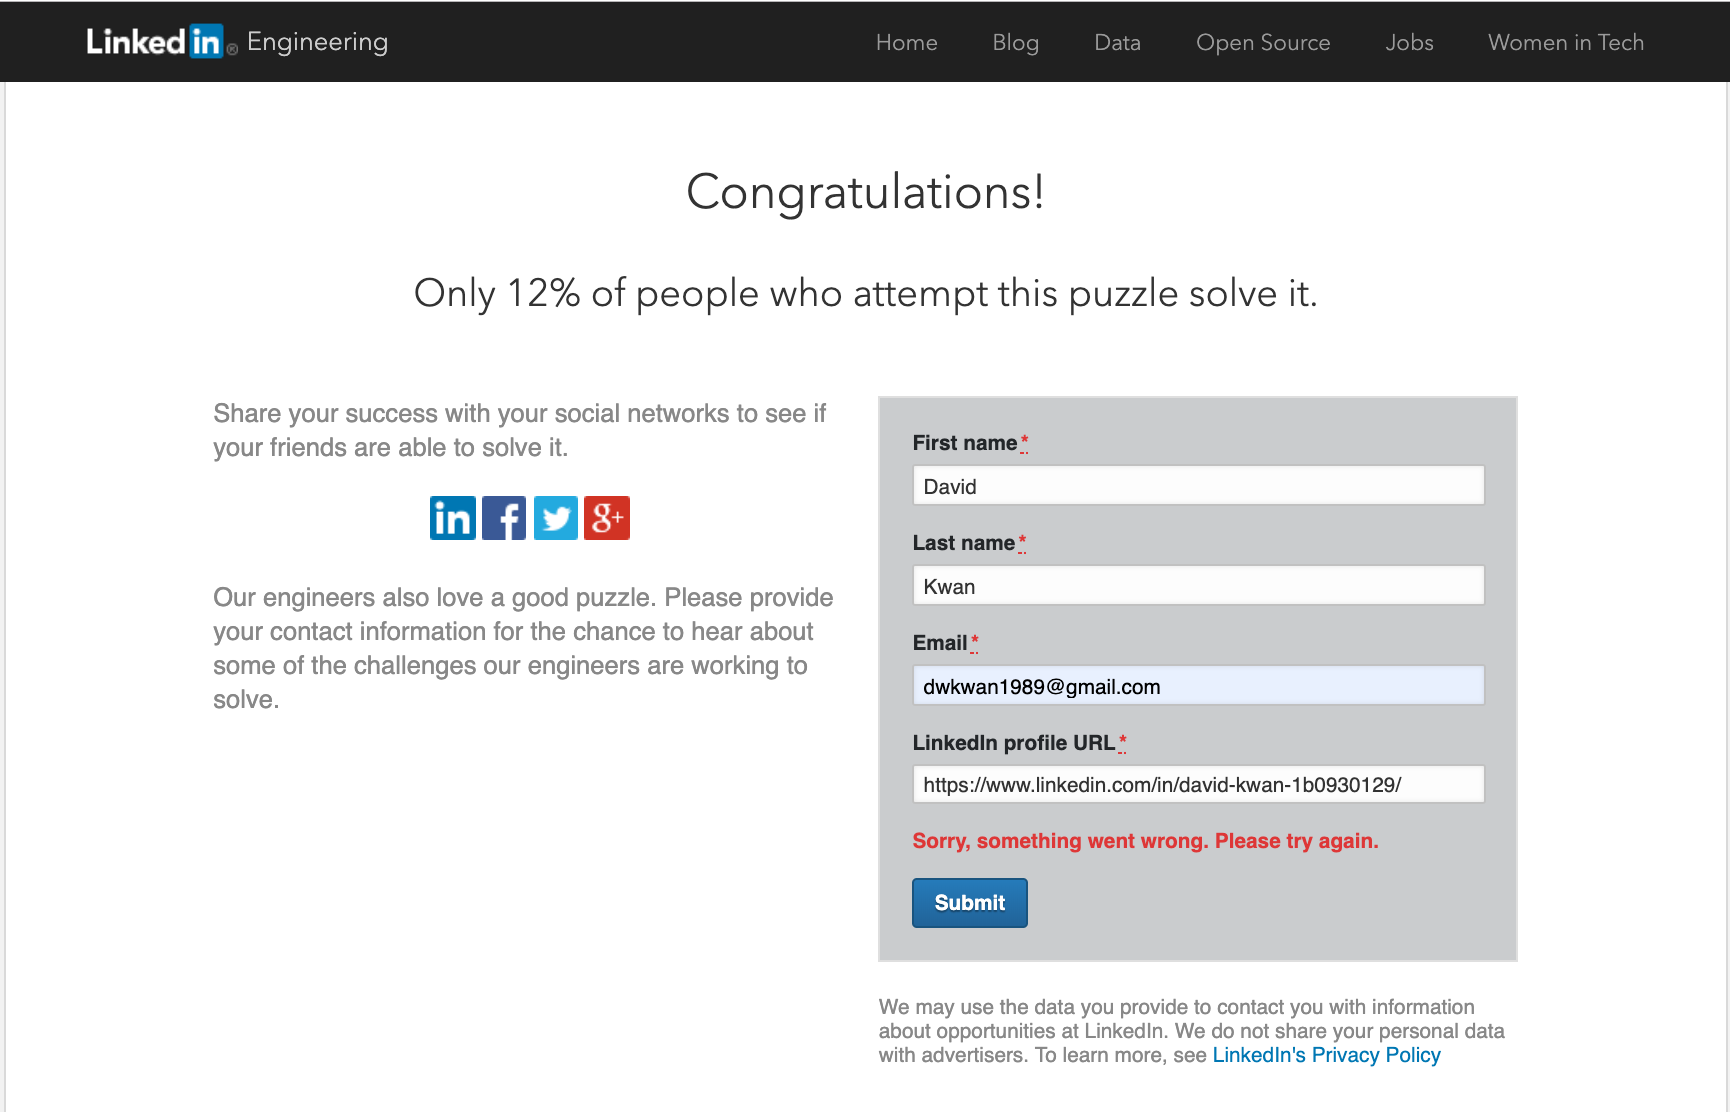 Linked in ® Engineering
Home Blog Data Open Source Jobs Women in Tech
Congratulations!
Only 12% of people who attempt this puzzle solve it.
Share your success with your social networks to see if
your friends are able to solve it.
in f g+
Our engineers also love a good puzzle. Please provide
your contact information for the chance to hear about
some of the challenges our engineers are working to
solve.
First name*
David
Last name*
Kwan
Email*
dwkwan1989@gmail.com
LinkedIn profile URL*
https://www.linkedin.com/in/david-kwan-1b0930129/
Sorry, something went wrong. Please try again.
Submit
We may use the data you provide to contact you with information
about opportunities at LinkedIn. We do not share your personal data
with advertisers. To learn more, see LinkedIn's Privacy Policy